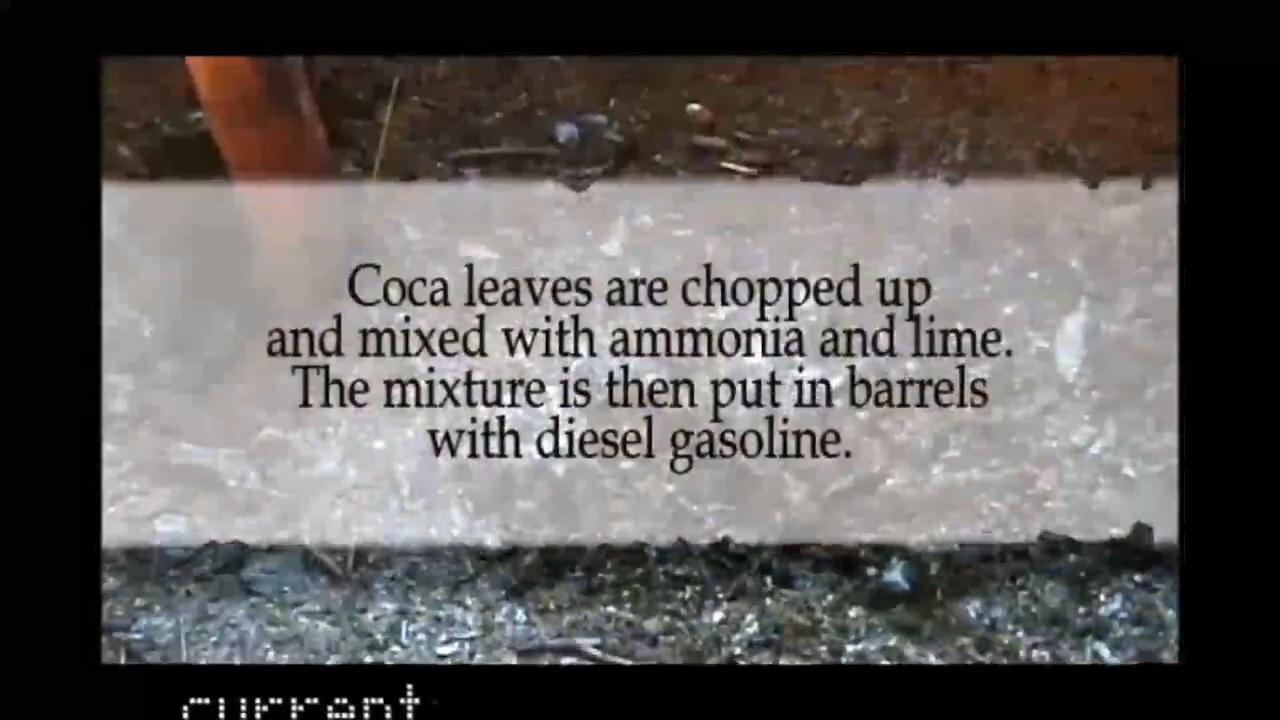 Coca leaves are chopped up
and mixed with ammonia and lime.
The mixture is then put in barrels
with diesel gasoline.
current